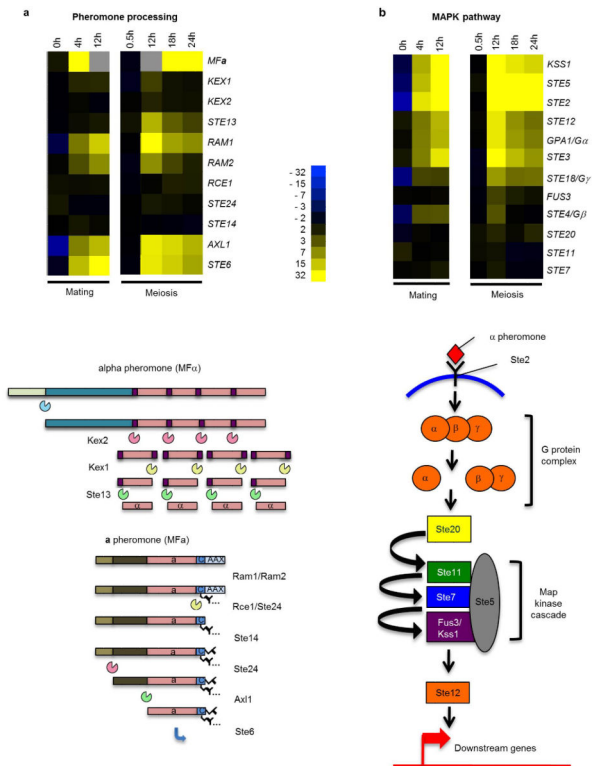 a
Pheromone processing
0h 4h 12h 0.5h 12h 18h 24h
MFa
KEX1
KEX2
STE13
RAM1
RAM2
RCE1
STE24
STE14
AXL1
STE6
Mating Meiosis
- 32
- 15
- 7
- 3
- 2
2
3
7
15
32
b
MAPK pathway
0h 4h 12h 0.5h 12h 18h 24h
KSS1
STE5
STE2
STE12
GPA1/Gα
STE3
STE18/Gγ
FUS3
STE4/Gβ
STE20
STE11
STE7
Mating Meiosis
alpha pheromone (MFα)
Kex2
Kex1
Ste13
α α α α
a pheromone (MFa)
a C AAX
Ram1/Ram2
a C AAX
Rce1/Ste24
a C
Ste14
a C
Ste24
a C
Axl1
a C
Ste6
α pheromone
Ste2
α β γ
G protein
complex
α β γ
Ste20
Ste11
Ste7
Ste5
Fus3/
Kss1
Map
kinase
cascade
Ste12
Downstream genes